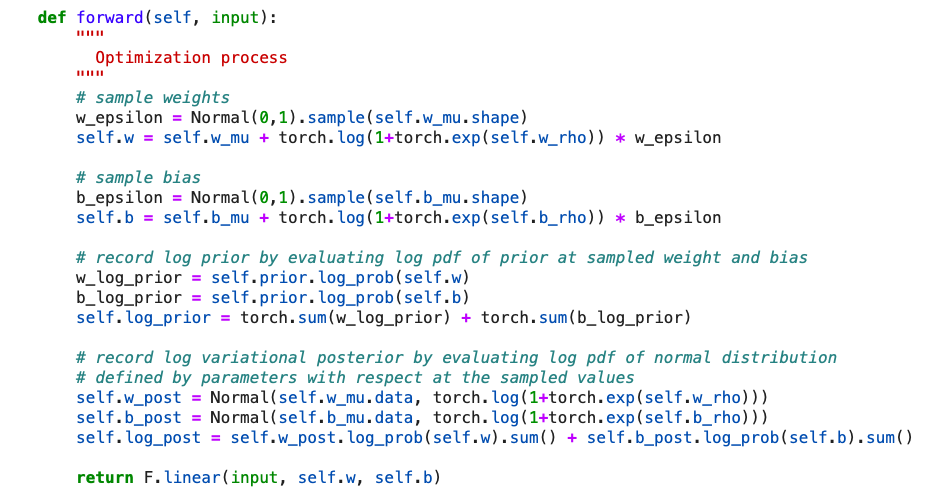 def forward(self, input):
    """
      Optimization process
    """
    # sample weights
    w_epsilon = Normal(0,1).sample(self.w_mu.shape)
    self.w = self.w_mu + torch.log(1+torch.exp(self.w_rho)) * w_epsilon

    # sample bias
    b_epsilon = Normal(0,1).sample(self.b_mu.shape)
    self.b = self.b_mu + torch.log(1+torch.exp(self.b_rho)) * b_epsilon

    # record log prior by evaluating log pdf of prior at sampled weight and bias
    w_log_prior = self.prior.log_prob(self.w)
    b_log_prior = self.prior.log_prob(self.b)
    self.log_prior = torch.sum(w_log_prior) + torch.sum(b_log_prior)

    # record log variational posterior by evaluating log pdf of normal distribution
    # defined by parameters with respect at the sampled values
    self.w_post = Normal(self.w_mu.data, torch.log(1+torch.exp(self.w_rho)))
    self.b_post = Normal(self.b_mu.data, torch.log(1+torch.exp(self.b_rho)))
    self.log_post = self.w_post.log_prob(self.w).sum() + self.b_post.log_prob(self.b).sum()

    return F.linear(input, self.w, self.b)